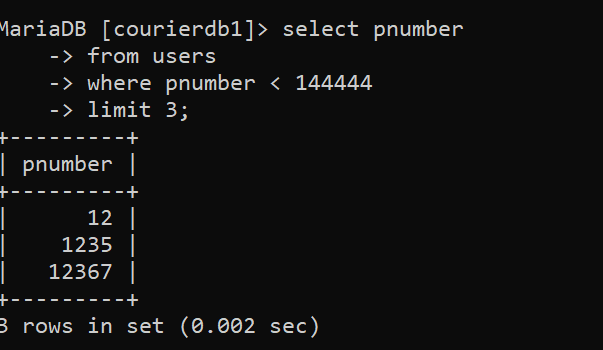 MariaDB [courierdb1]> select pnumber
    -> from users
    -> where pnumber < 144444
    -> limit 3;
+---------+
| pnumber |
+---------+
|      12 |
|    1235 |
|   12367 |
+---------+
3 rows in set (0.002 sec)